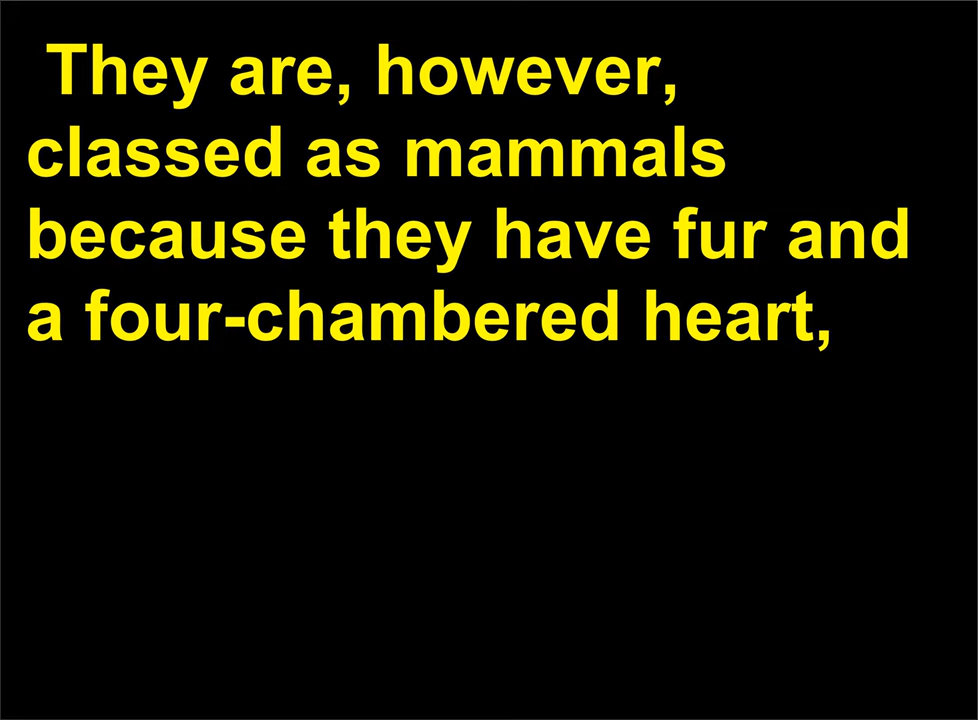 They are, however,
classed as mammals
because they have fur and
a four-chambered heart,